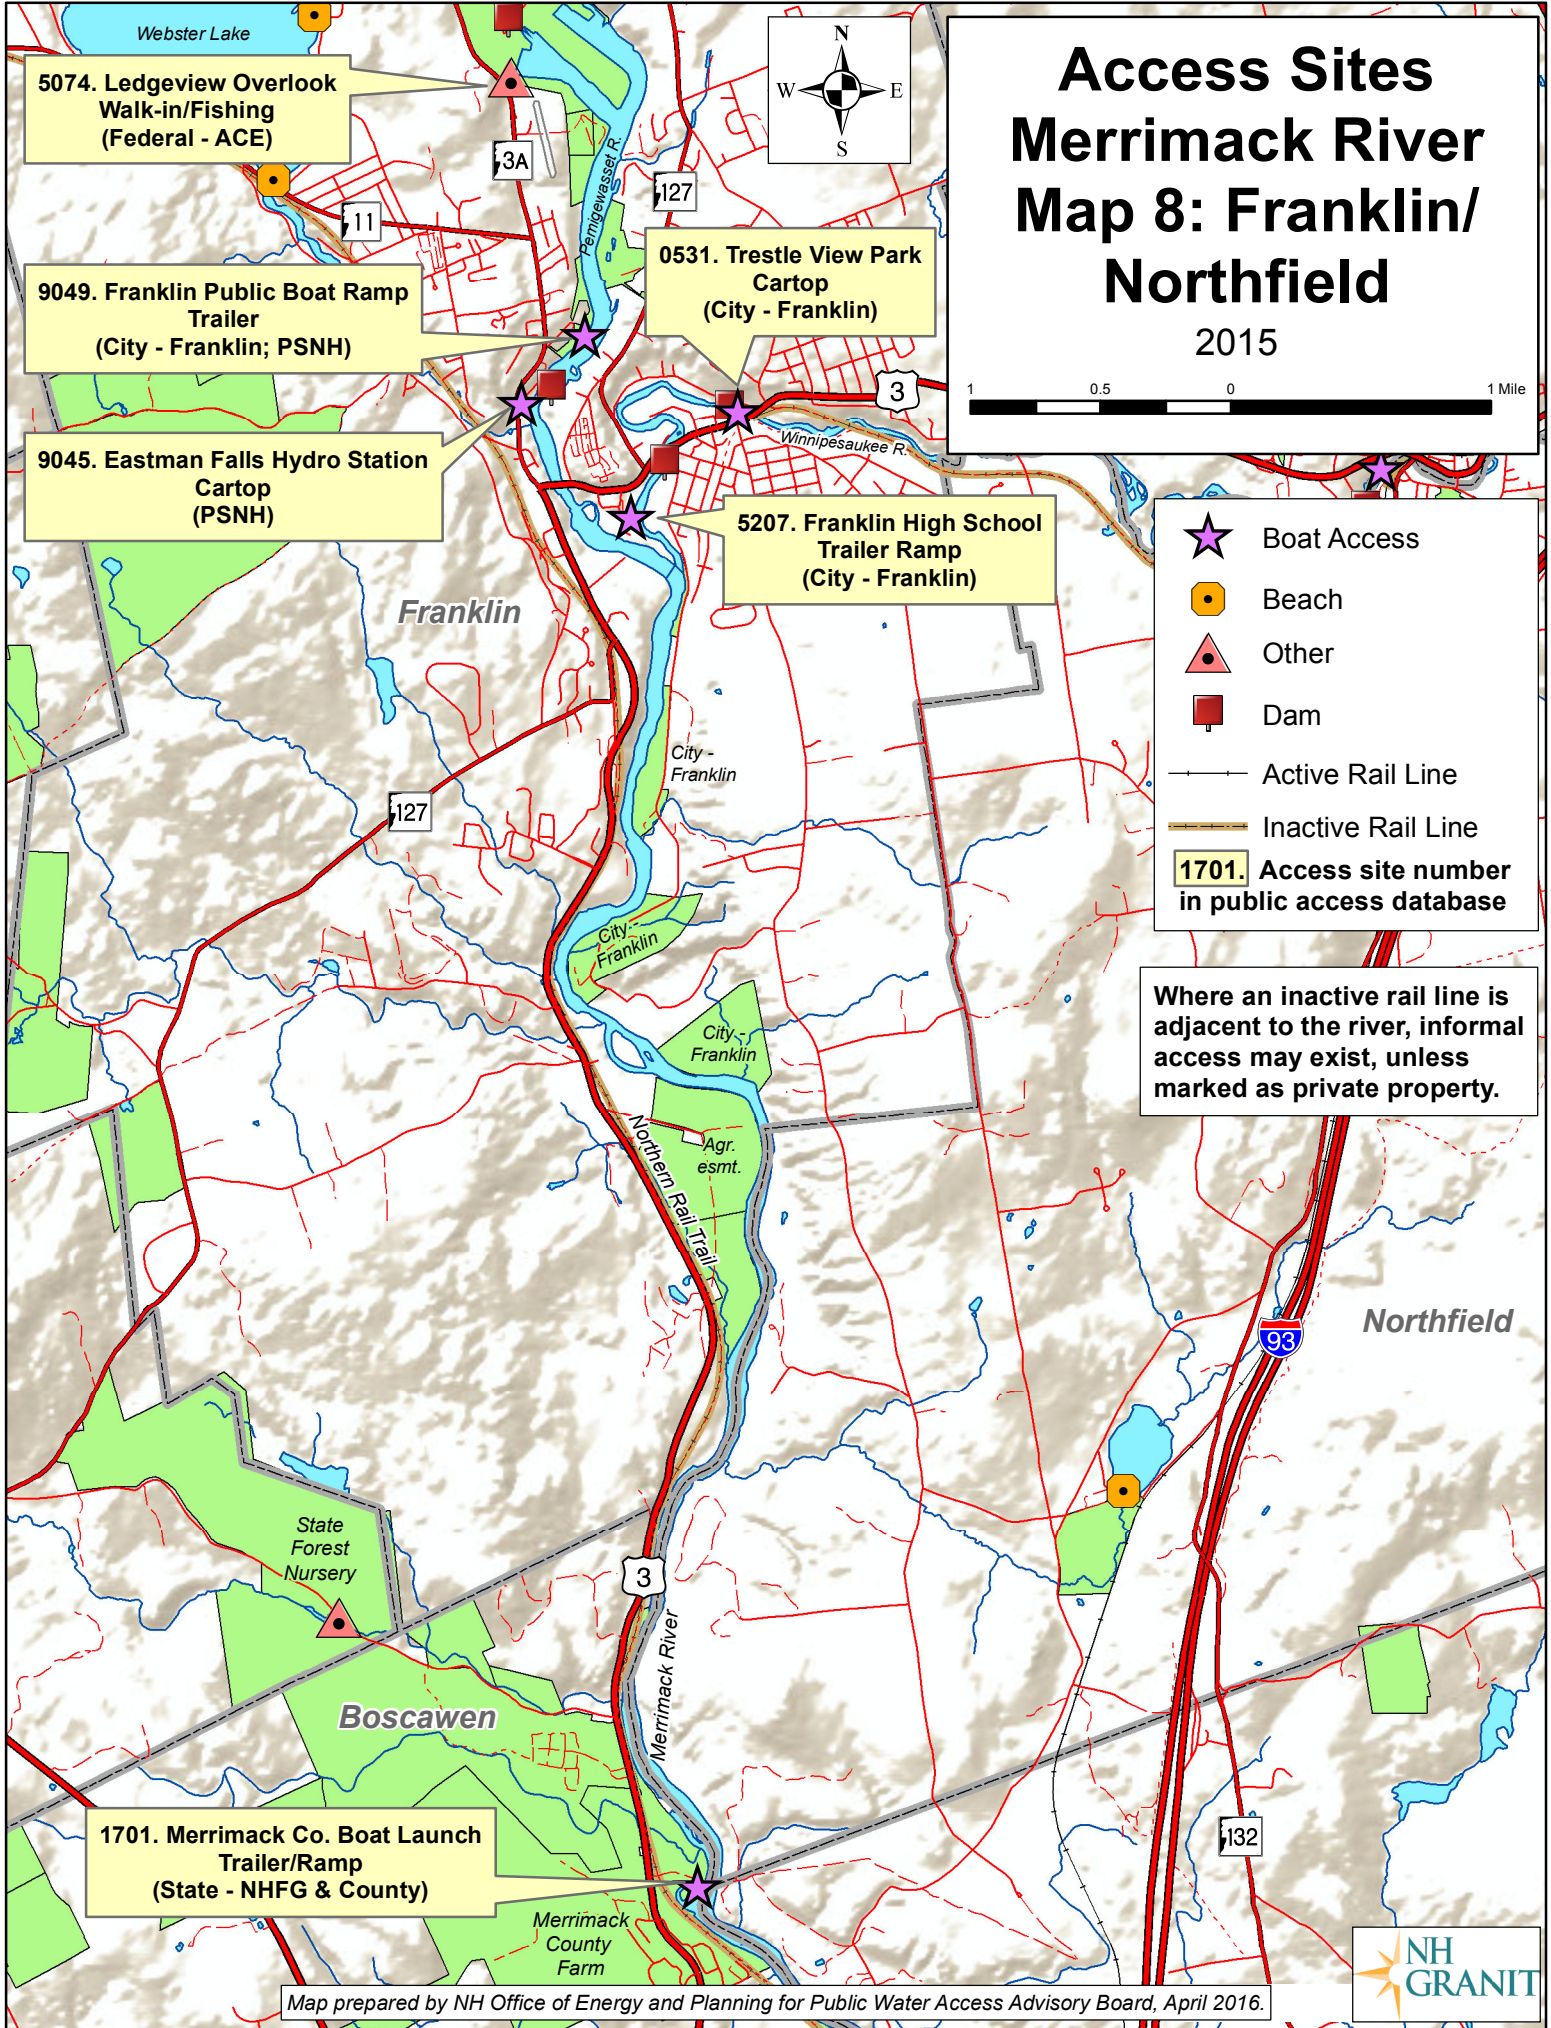 Webster Lake
5074. Ledgeview Overlook
Walk-in/Fishing
(Federal - ACE)
N
W
E
S
Access Sites
Merrimack River
Map 8: Franklin/
Northfield
2015
1
0.5
0
1 Mile
3A
127
11
Pemigewasset R.
0531. Trestle View Park
Cartop
(City - Franklin)
9049. Franklin Public Boat Ramp
Trailer
(City - Franklin; PSNH)
3
Winnipesaukee R.
9045. Eastman Falls Hydro Station
Cartop
(PSNH)
5207. Franklin High School
Trailer Ramp
(City - Franklin)
Boat Access
Beach
Other
Dam
Active Rail Line
Inactive Rail Line
1701. Access site number
in public access database
Franklin
City -
Franklin
127
City -
Franklin
Where an inactive rail line is
adjacent to the river, informal
access may exist, unless
marked as private property.
City -
Franklin
Agr.
esmt.
Northern Rail Trail
Northfield
93
State
Forest
Nursery
3
Merrimack River
Boscawen
1701. Merrimack Co. Boat Launch
Trailer/Ramp
(State - NHFG & County)
132
Merrimack
County
Farm
NH
GRANIT
Map prepared by NH Office of Energy and Planning for Public Water Access Advisory Board, April 2016.